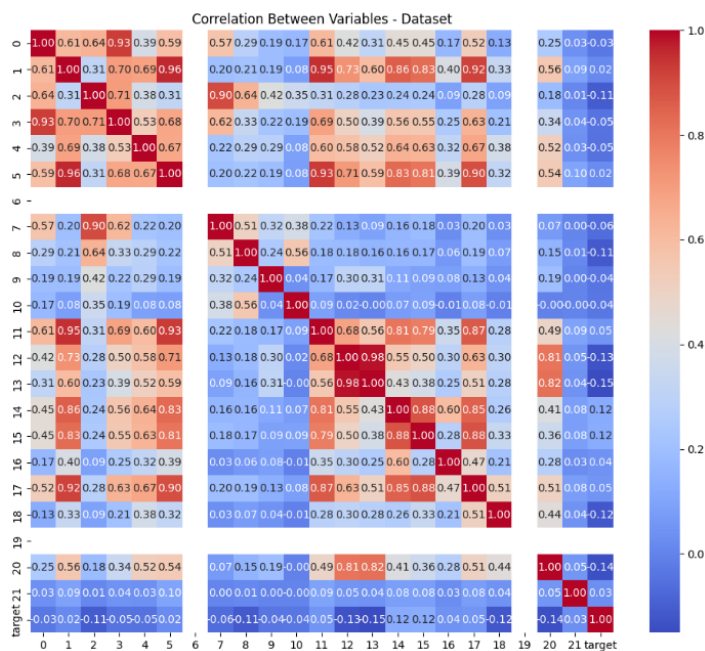 Correlation Between Variables - Dataset
0 1.00 0.61 0.64 0.93 0.39 0.59 0.57 0.29 0.19 0.17 0.61 0.42 0.31 0.45 0.45 0.17 0.52 0.13 0.25 0.03 -0.03 1.0
1 0.61 1.00 0.31 0.70 0.69 0.96 0.20 0.21 0.19 0.08 0.95 0.73 0.60 0.86 0.83 0.40 0.92 0.33 0.56 0.09 0.02
2 0.64 0.31 1.00 0.71 0.38 0.31 0.90 0.64 0.42 0.35 0.31 0.28 0.23 0.24 0.24 0.09 0.28 0.09 0.18 0.01 -0.11
3 0.93 0.70 0.71 1.00 0.53 0.68 0.62 0.33 0.22 0.19 0.69 0.50 0.39 0.56 0.55 0.25 0.63 0.21 0.34 0.04 -0.05
4 0.39 0.69 0.38 0.53 1.00 0.67 0.22 0.29 0.29 0.08 0.60 0.58 0.52 0.64 0.63 0.32 0.67 0.38 0.52 0.03 -0.05 0.8
5 0.59 0.96 0.31 0.68 0.67 1.00 0.20 0.22 0.19 0.08 0.93 0.71 0.59 0.83 0.81 0.39 0.90 0.32 0.54 0.10 0.02
6
7 0.57 0.20 0.90 0.62 0.22 0.20 1.00 0.51 0.32 0.38 0.22 0.13 0.09 0.16 0.18 0.03 0.20 0.03 0.07 0.00 -0.06
8 0.29 0.21 0.64 0.33 0.29 0.22 0.51 1.00 0.24 0.56 0.18 0.18 0.16 0.16 0.17 0.06 0.19 0.07 0.15 0.01 -0.11 0.6
9 0.19 0.19 0.42 0.22 0.29 0.19 0.32 0.24 1.00 0.04 0.17 0.30 0.31 0.11 0.09 0.08 0.13 0.04 0.19 0.00 -0.04
10 0.17 0.08 0.35 0.19 0.08 0.08 0.38 0.56 0.04 1.00 0.09 0.02 -0.00 0.07 0.09 -0.01 0.08 -0.01 -0.00 -0.00 -0.04
11 0.61 0.95 0.31 0.69 0.60 0.93 0.22 0.18 0.17 0.09 1.00 0.68 0.56 0.81 0.79 0.35 0.87 0.28 0.49 0.09 0.05
12 0.42 0.73 0.28 0.50 0.58 0.71 0.13 0.18 0.30 0.02 0.68 1.00 0.98 0.55 0.50 0.30 0.63 0.30 0.81 0.05 -0.13 0.4
13 0.31 0.60 0.23 0.39 0.52 0.59 0.09 0.16 0.31 -0.00 0.56 0.98 1.00 0.43 0.38 0.25 0.51 0.28 0.82 0.04 -0.15
14 0.45 0.86 0.24 0.56 0.64 0.83 0.16 0.16 0.11 0.07 0.81 0.55 0.43 1.00 0.88 0.60 0.85 0.26 0.41 0.08 0.12
15 0.45 0.83 0.24 0.55 0.63 0.81 0.18 0.17 0.09 0.09 0.79 0.50 0.38 0.88 1.00 0.28 0.88 0.33 0.36 0.08 0.12
16 0.17 0.40 0.09 0.25 0.32 0.39 0.03 0.06 0.08 -0.01 0.35 0.30 0.25 0.60 0.28 1.00 0.47 0.21 0.28 0.03 0.04 0.2
17 0.52 0.92 0.28 0.63 0.67 0.90 0.20 0.19 0.13 0.08 0.87 0.63 0.51 0.85 0.88 0.47 1.00 0.51 0.51 0.08 0.05
18 0.13 0.33 0.09 0.21 0.38 0.32 0.03 0.07 0.04 -0.01 0.28 0.30 0.28 0.26 0.33 0.21 0.51 1.00 0.44 0.04 -0.12
19
20 0.25 0.56 0.18 0.34 0.52 0.54 0.07 0.15 0.19 -0.00 0.49 0.81 0.82 0.41 0.36 0.28 0.51 0.44 1.00 0.05 -0.14 0.0
21 0.03 0.09 0.01 0.04 0.03 0.10 0.00 0.01 0.00 -0.00 0.09 0.05 0.04 0.08 0.08 0.03 0.08 0.04 0.05 1.00 0.03
target -0.03 0.02 -0.11 -0.05 -0.05 0.02 -0.06 -0.11 -0.04 -0.04 0.05 -0.13 -0.15 0.12 0.12 0.04 0.05 -0.12 -0.14 0.03 1.00
0 1 2 3 4 5 6 7 8 9 10 11 12 13 14 15 16 17 18 19 20 21 target